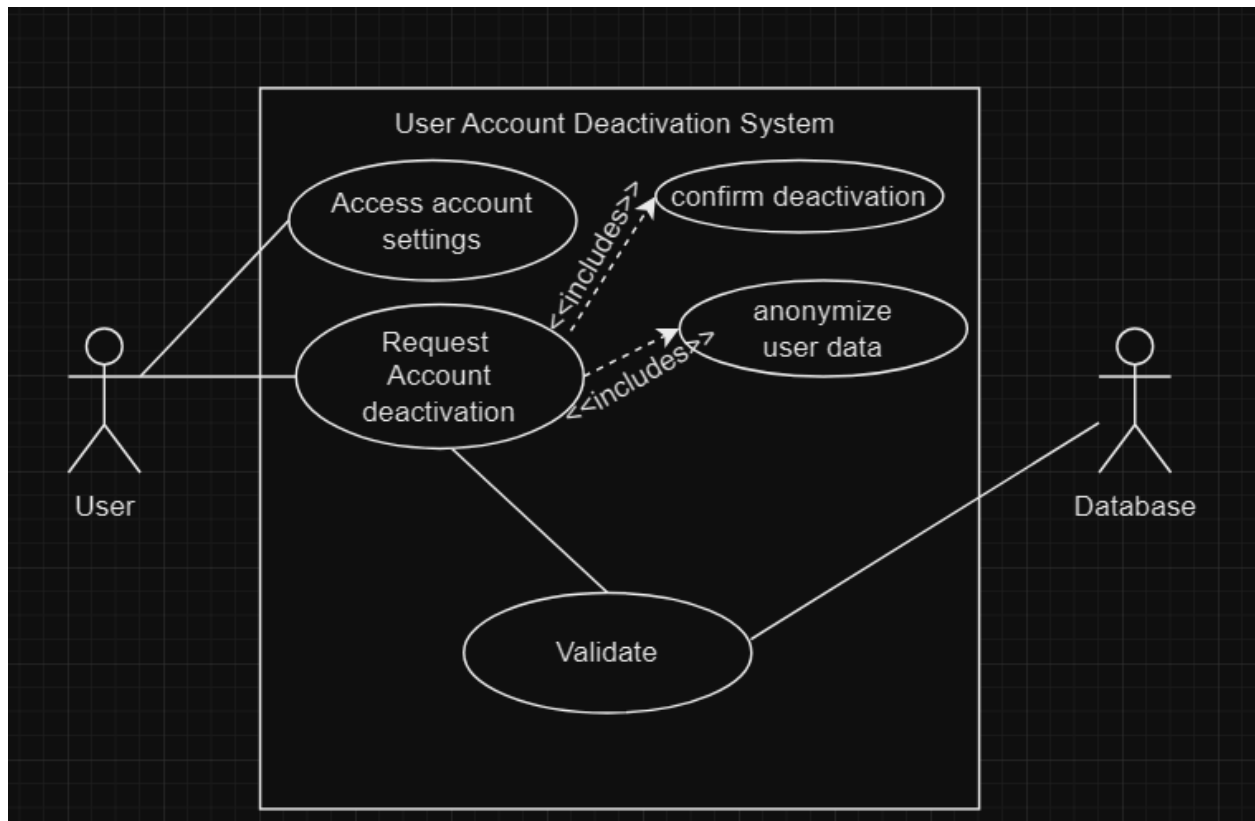 User Account Deactivation System
Access account
settings
<<includes>>
confirm deactivation
Request
Account
deactivation
<<includes>>
anonymize
user data
User
Database
Validate